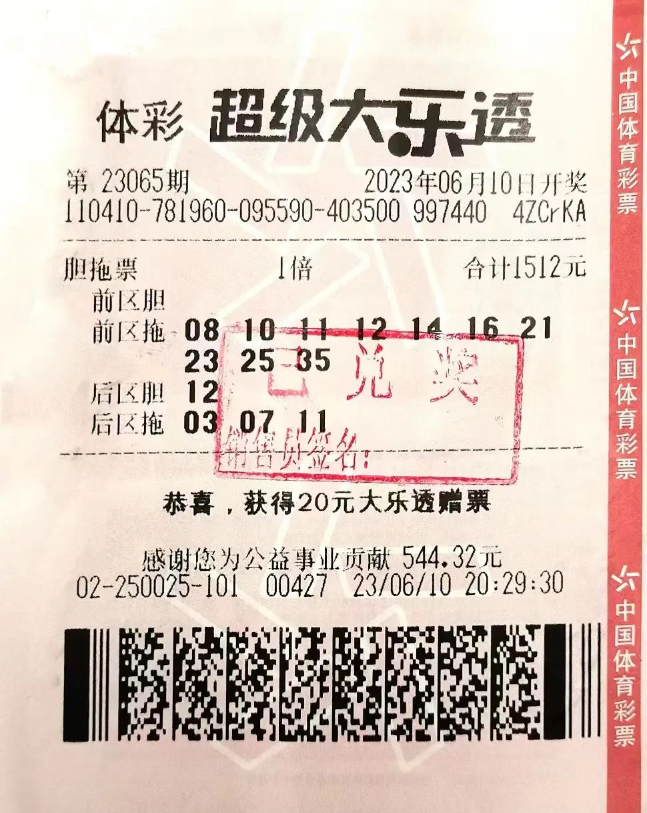 体彩 超级大乐透
第 23065期 2023年06月10日开奖
110410-781960-095590-403500 997440 4ZCrKA
胆拖票 1倍 合计1512元
前区胆
前区拖 08 10 11 12 14 16 21
23 25 35
后区胆 12
后区拖 03 07 11
已兑奖
销售员签名:
恭喜，获得20元大乐透赠票
感谢您为公益事业贡献 544.32元
02-250025-101 00427 23/06/10 20:29:30
中国体育彩票
中国体育彩票
中国体育彩票